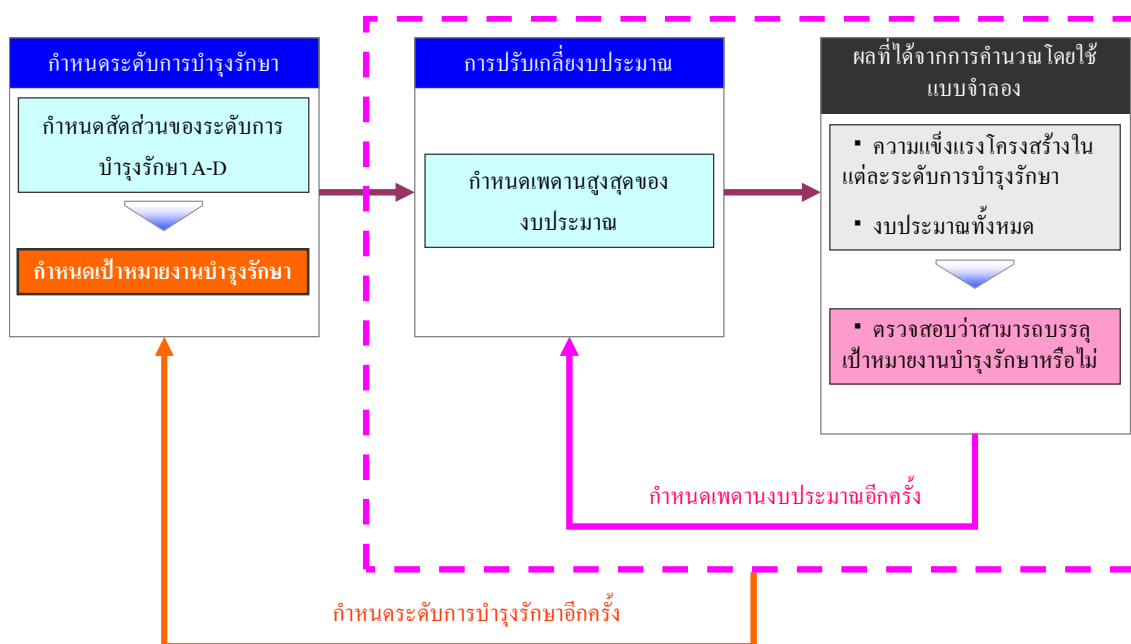 กำหนดระดับการบำรุงรักษา
กำหนดสัดส่วนของระดับการ
บำรุงรักษา A-D
กำหนดเป้าหมายงานบำรุงรักษา
การปรับเกลี่ยงบประมาณ
กำหนดเพดานสูงสุดของ
งบประมาณ
ผลที่ได้จากการคำนวณโดยใช้
แบบจำลอง
▪ ความแข็งแรงโครงสร้างใน
แต่ละระดับการบำรุงรักษา
▪ งบประมาณทั้งหมด
▪ ตรวจสอบว่าสามารถบรรลุ
เป้าหมายงานบำรุงรักษาหรือไม่
กำหนดเพดานงบประมาณอีกครั้ง
กำหนดระดับการบำรุงรักษาอีกครั้ง